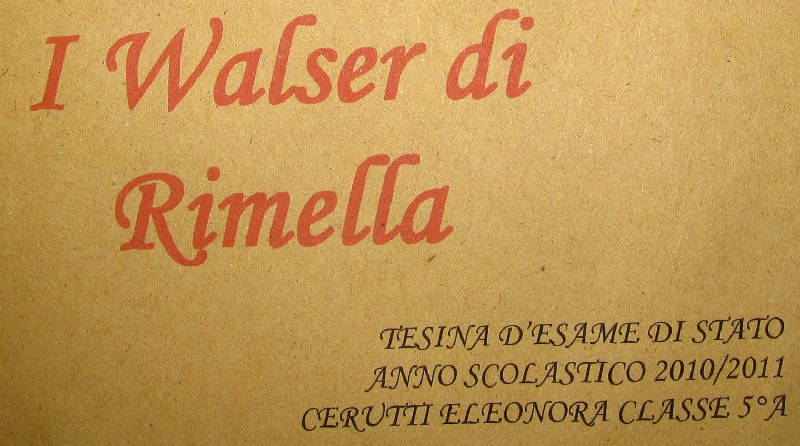 I Walser di
Rimella
TESINA D'ESAME DI STATO
ANNO SCOLASTICO 2010/2011
CERUTTI ELEONORA CLASSE 5°A